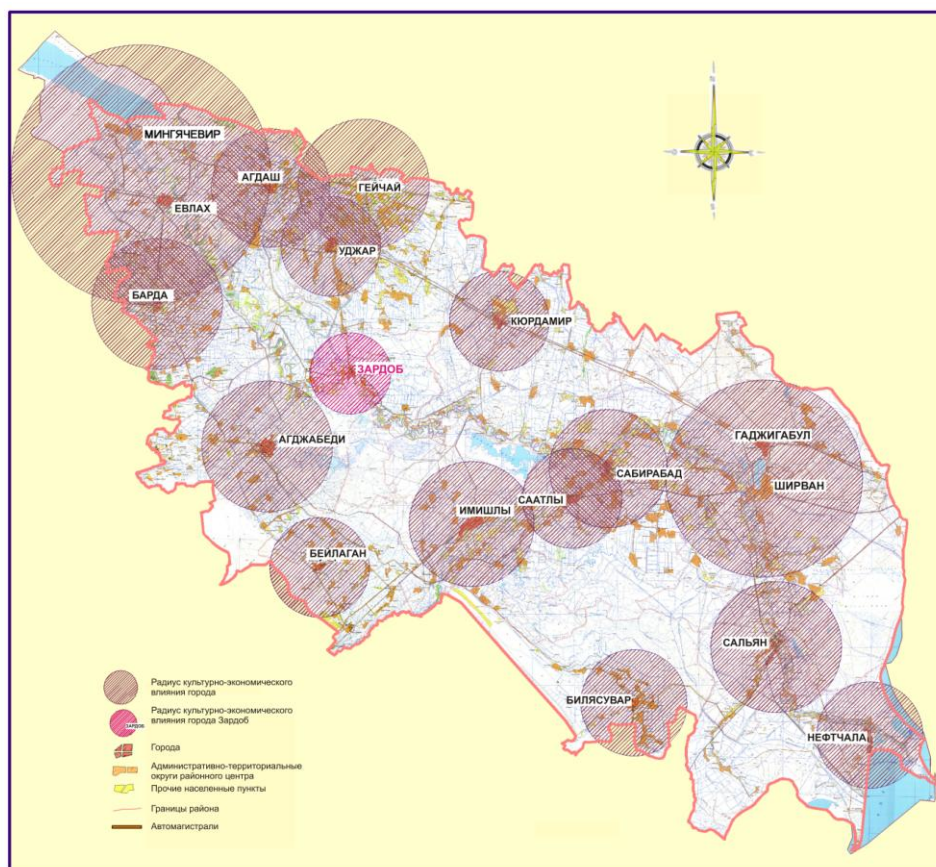 МИНГЯЧЕВИР
АГДАШ
ГЕЙЧАЙ
ЕВЛАХ
УДЖАР
БАРДА
КЮРДАМИР
ЗАРДОБ
АГДЖАБЕДИ
ГАДЖИГАБУЛ
САБИРАБАД
ШИРВАН
СААТЛЫ
ИМИШЛЫ
БЕЙЛАГАН
САЛЬЯН
БИЛЯСУВАР
НЕФТЧАЛА
Радиус культурно-экономического
влияния города
Радиус культурно-экономического
влияния города Зардоб
ЗАРДОБ
Города
Административно-территориальные
округи районного центра
Прочие населенные пункты
Границы района
Автомагистрали